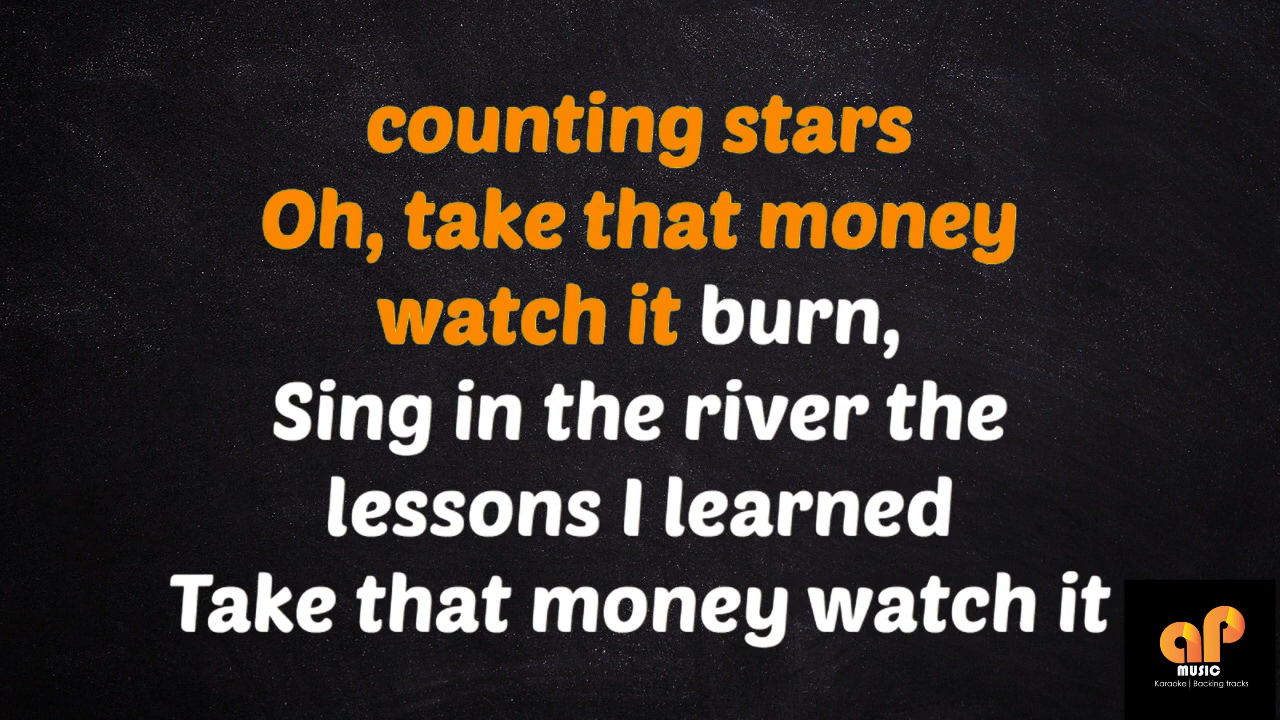 counting stars
Oh, take that money
watch it burn,
Sing in the river the
lessons I learned
Take that money watch it
aP
MUSIC
Karaoke | Backing tracks